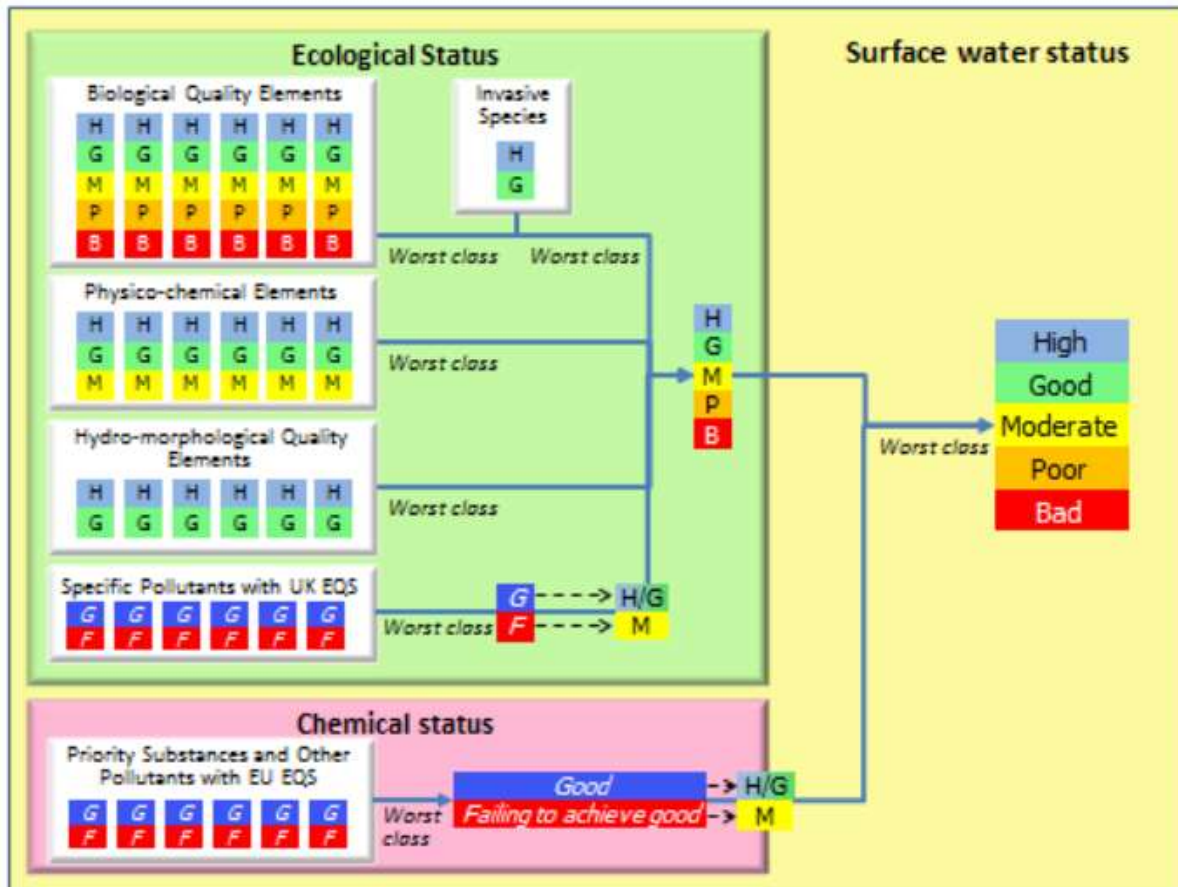 Surface water status
Ecological Status
Biological Quality Elements
H H H H H H
G G G G G G
M M M M M M
P P P P P P
B B B B B B
Invasive
Species
H
G
Worst class
Worst class
Physico-chemical Elements
H H H H H H
G G G G G G
M M M M M M
Worst class
Hydro-morphological Quality
Elements
H H H H H H
G G G G G G
Worst class
Specific Pollutants with UK EQS
G G G G G G
F F F F F F
Worst class
G
F
H/G
M
H
G
M
P
B
Chemical status
Priority Substances and Other
Pollutants with EU EQS
G G G G G G
F F F F F F
Worst
class
Good
Failing to achieve good
H/G
M
Worst class
High
Good
Moderate
Poor
Bad